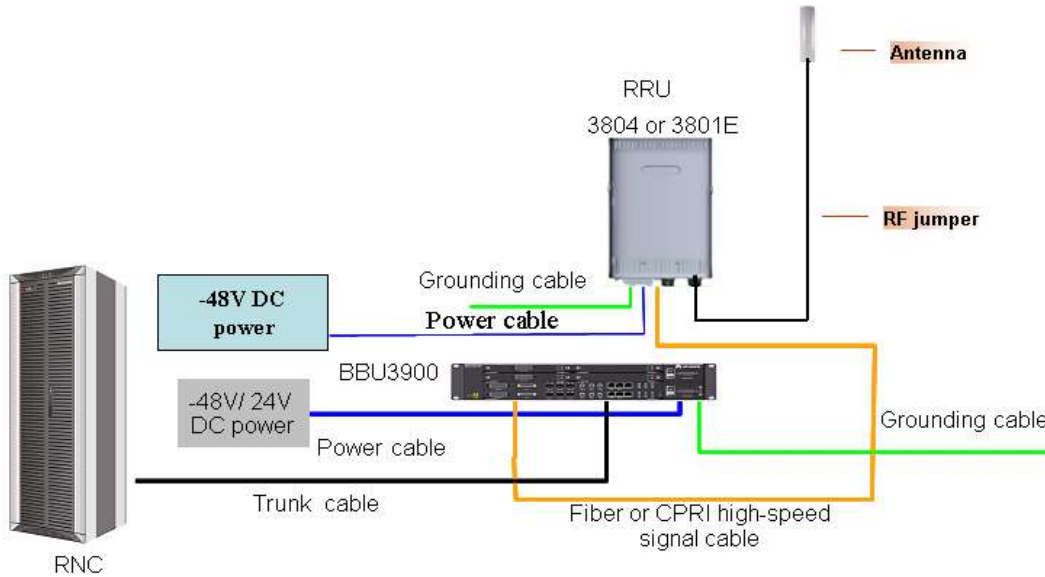 Antenna
RRU
3804 or 3801E
RF jumper
Grounding cable
-48V DC
power
Power cable
BBU3900
-48V/ 24V
DC power
Grounding cable
Power cable
Trunk cable
Fiber or CPRI high-speed
signal cable
RNC